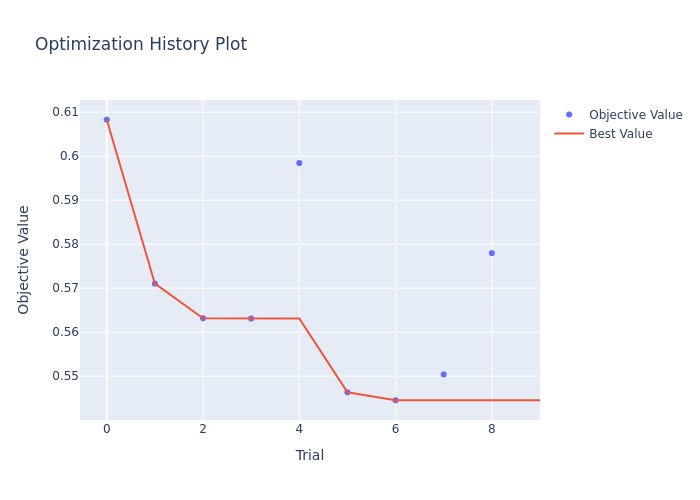 Optimization History Plot
Objective Value
Best Value
0.61
0.6
0.59
0.58
0.57
0.56
0.55
Objective Value
0
2
4
6
8
Trial